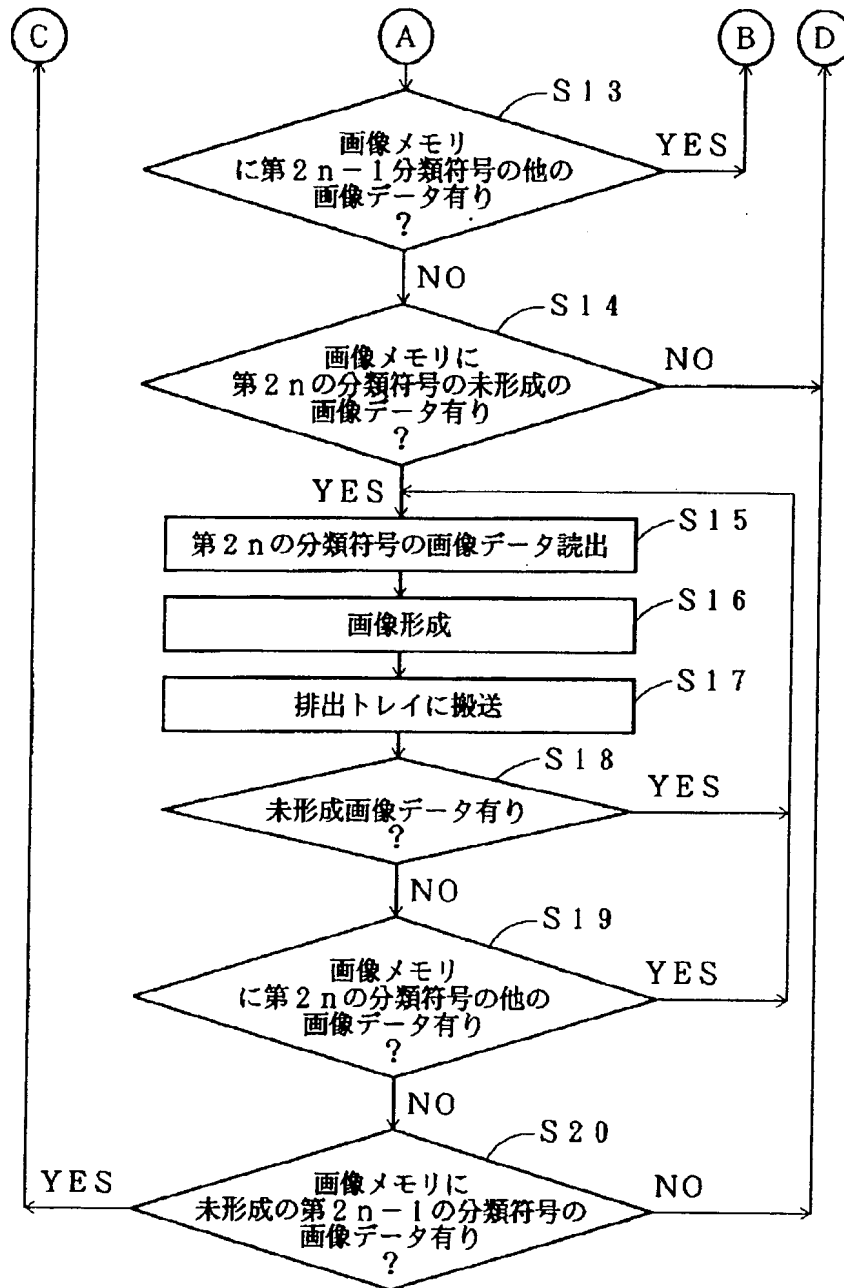 C
A
B
D
S13
画像メモリ
に第2n-1分類符号の他の
画像データ有り
?
YES
NO
S14
画像メモリに
第2nの分類符号の未形成の
画像データ有り
?
NO
YES
S15
第2nの分類符号の画像データ読出
S16
画像形成
S17
排出トレイに搬送
S18
未形成画像データ有り
?
YES
NO
S19
画像メモリ
に第2nの分類符号の他の
画像データ有り
?
YES
NO
S20
画像メモリに
未形成の第2n-1の分類符号の
画像データ有り
?
YES
NO